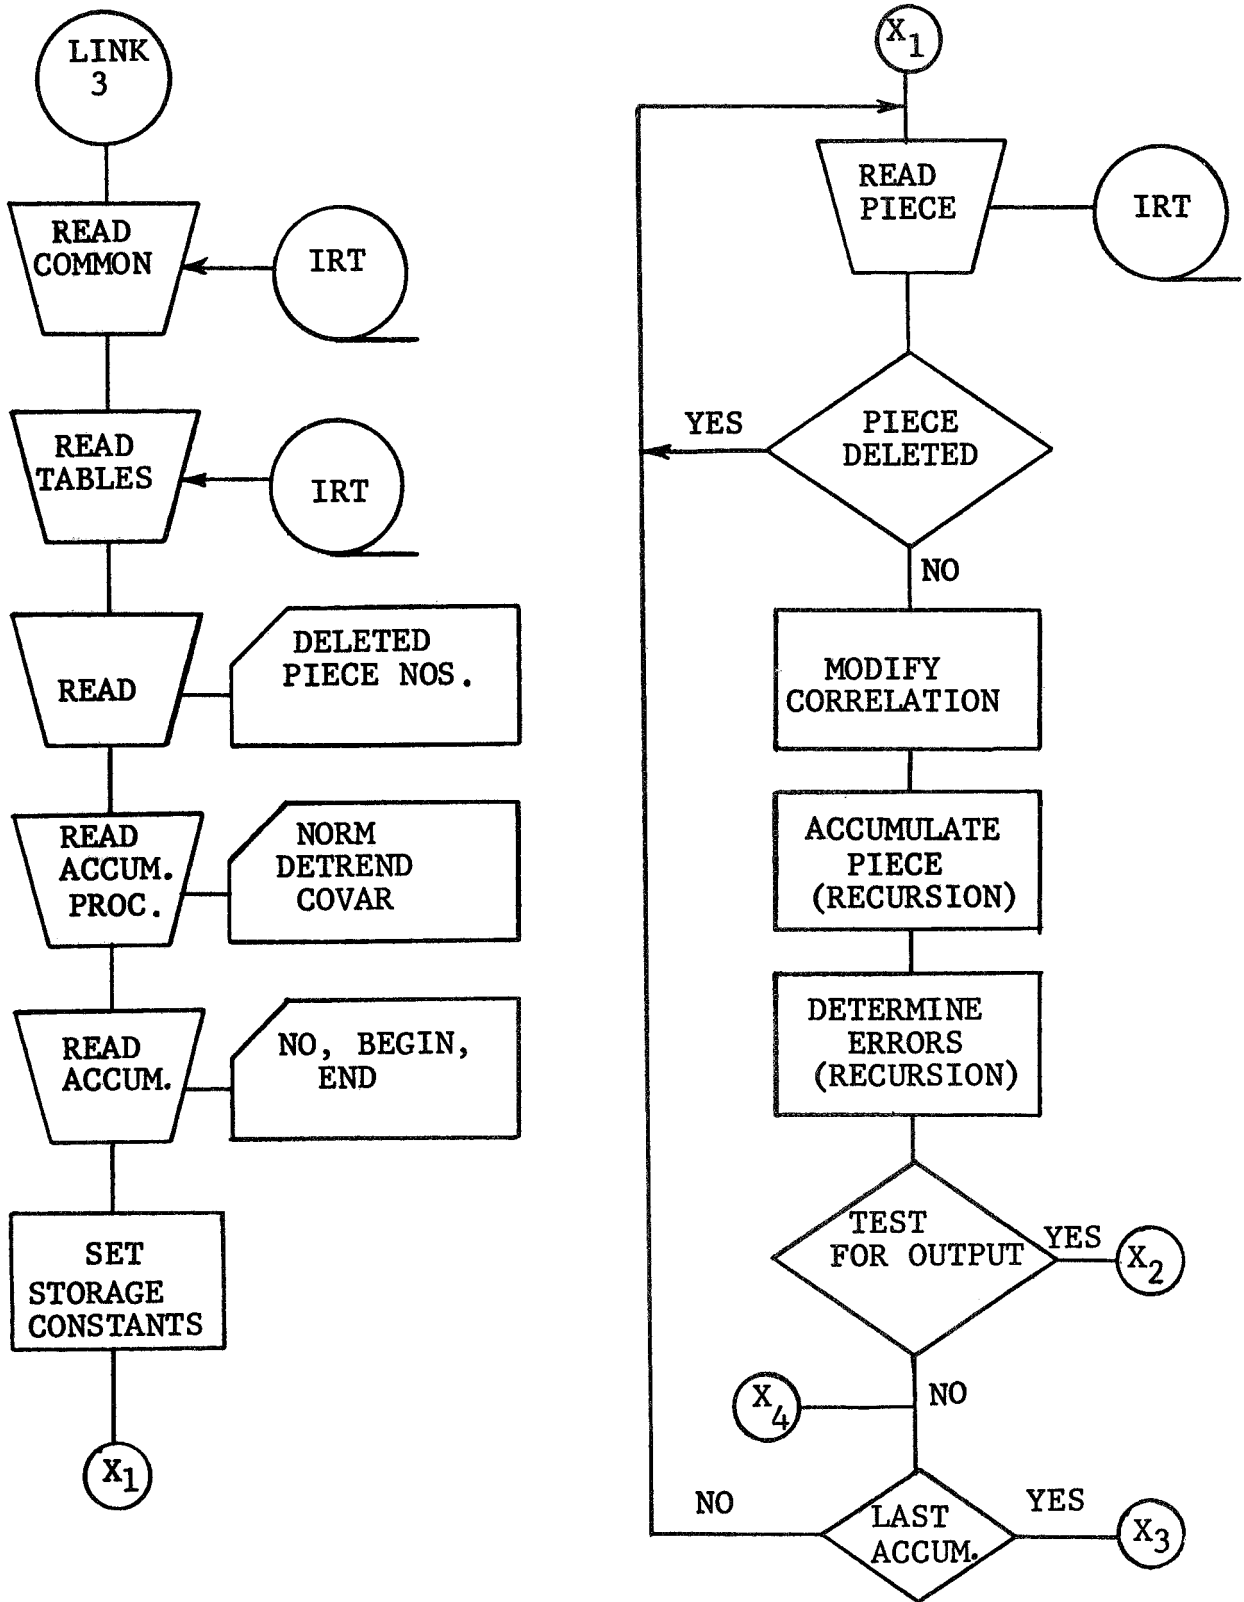 LINK
3
READ
COMMON
IRT
READ
TABLES
IRT
READ
DELETED
PIECE NOS.
READ
ACCUM.
PROC.
NORM
DETREND
COVAR
READ
ACCUM.
NO, BEGIN,
END
SET
STORAGE
CONSTANTS
X1
X1
READ
PIECE
IRT
YES
PIECE
DELETED
NO
MODIFY
CORRELATION
ACCUMULATE
PIECE
(RECURSION)
DETERMINE
ERRORS
(RECURSION)
TEST
FOR OUTPUT
YES
X2
NO
X4
NO
LAST
ACCUM.
YES
X3